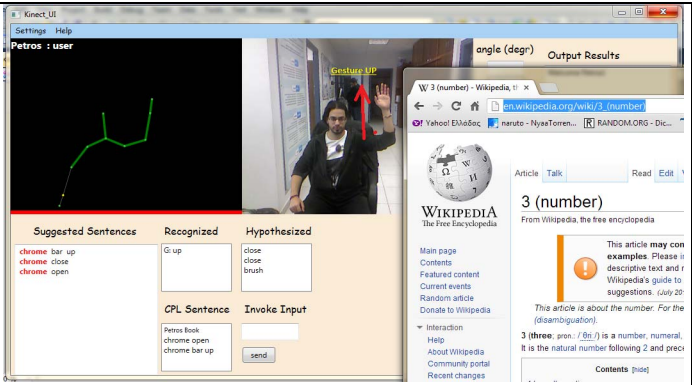 Kinect_UI
Settings Help
Petros : user
Gesture UP
angle (degr)
Output Results
Suggested Sentences
chrome bar up
chrome close
chrome open
Recognized
G: up
Hypothesized
close
close
brush
CPL Sentence
Petros Book
chrome open
chrome bar up
Invoke Input
send
W 3 (number) - Wikipedia, th
en.wikipedia.org/wiki/3_(number)
Yahoo! Ελλάδας
naruto - NyaaTorren...
RANDOM.ORG - Dic...
WIKIPEDIA
The Free Encyclopedia
Main page
Contents
Featured content
Current events
Random article
Donate to Wikipedia
Interaction
Help
About Wikipedia
Community portal
Recent changes
Article Talk
Read Edit
3 (number)
From Wikipedia, the free encyclopedia
This article may con
examples. Please i
descriptive text and r
Wikipedia's guide to
suggestions. (July 20
This article is about the number. For the
(disambiguation).
3 (three; pron.: /ˈθriː/) is a number, numeral,
It is the natural number following 2 and prece
Contents [hide]